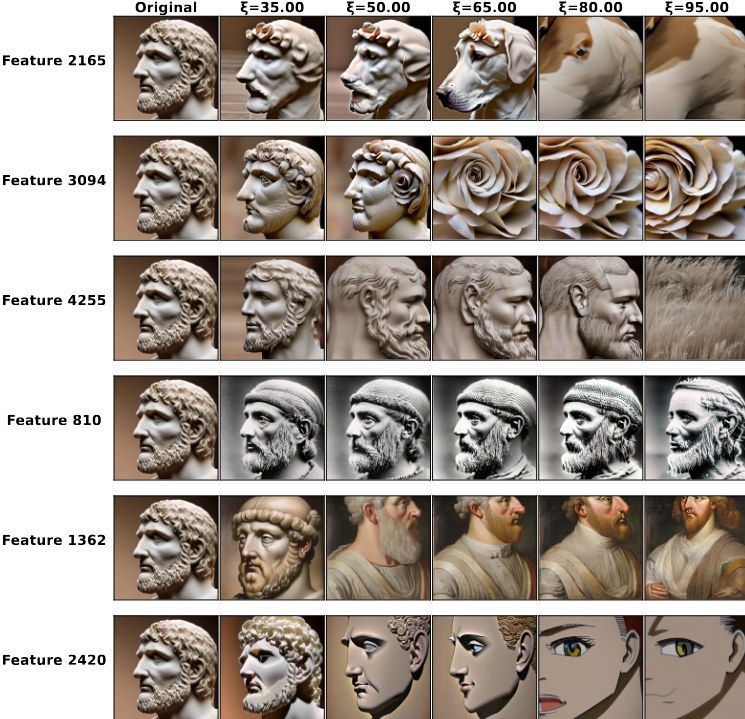 Original ξ=35.00 ξ=50.00 ξ=65.00 ξ=80.00 ξ=95.00
Feature 2165
Feature 3094
Feature 4255
Feature 810
Feature 1362
Feature 2420